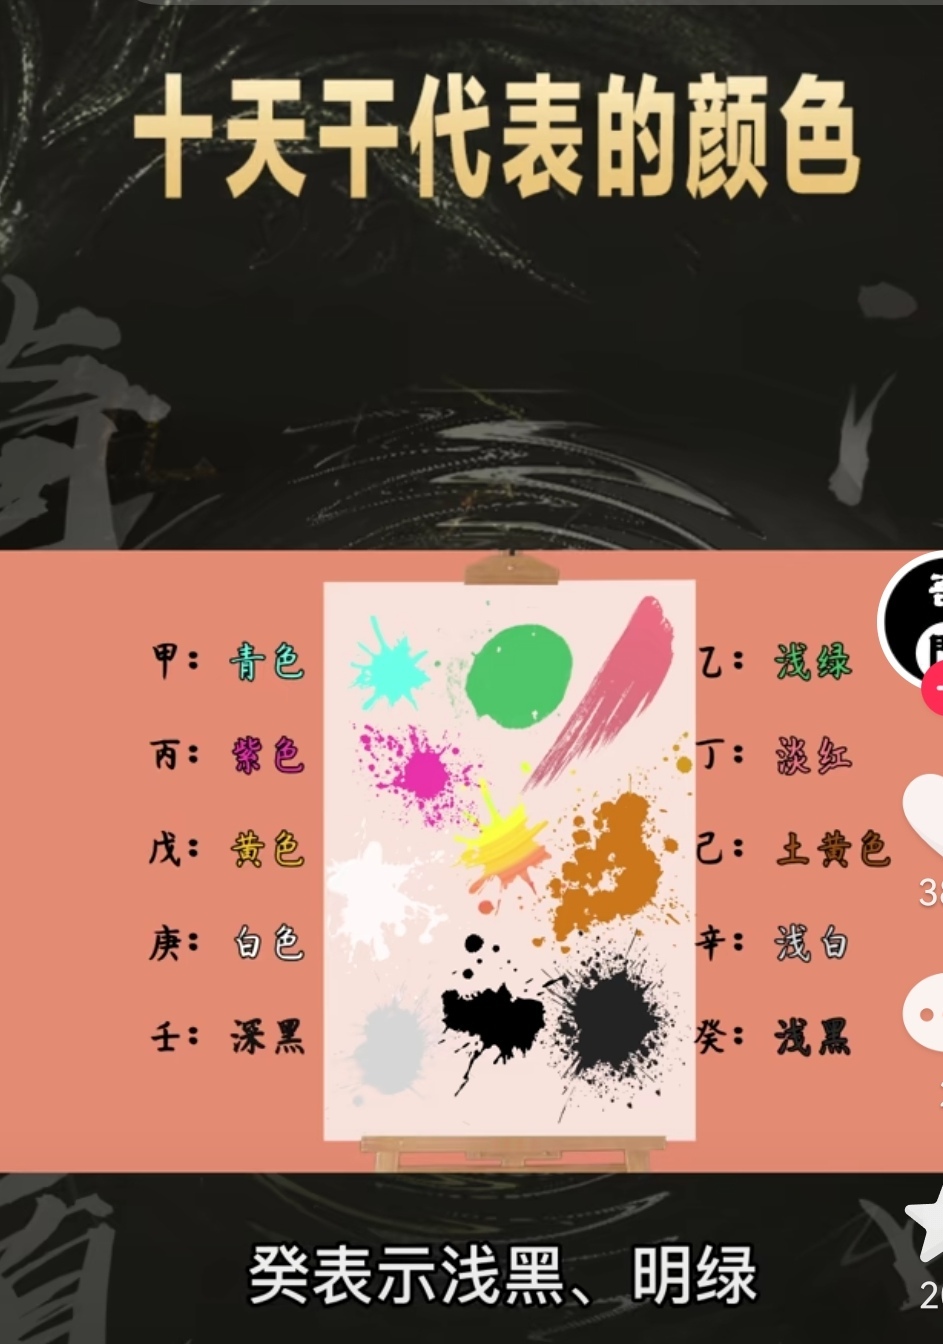 十天干代表的颜色
甲：青色
乙：浅绿
丙：紫色
丁：淡红
戊：黄色
己：土黄色
庚：白色
辛：浅白
壬：深黑
癸：浅黑
癸表示浅黑、明绿